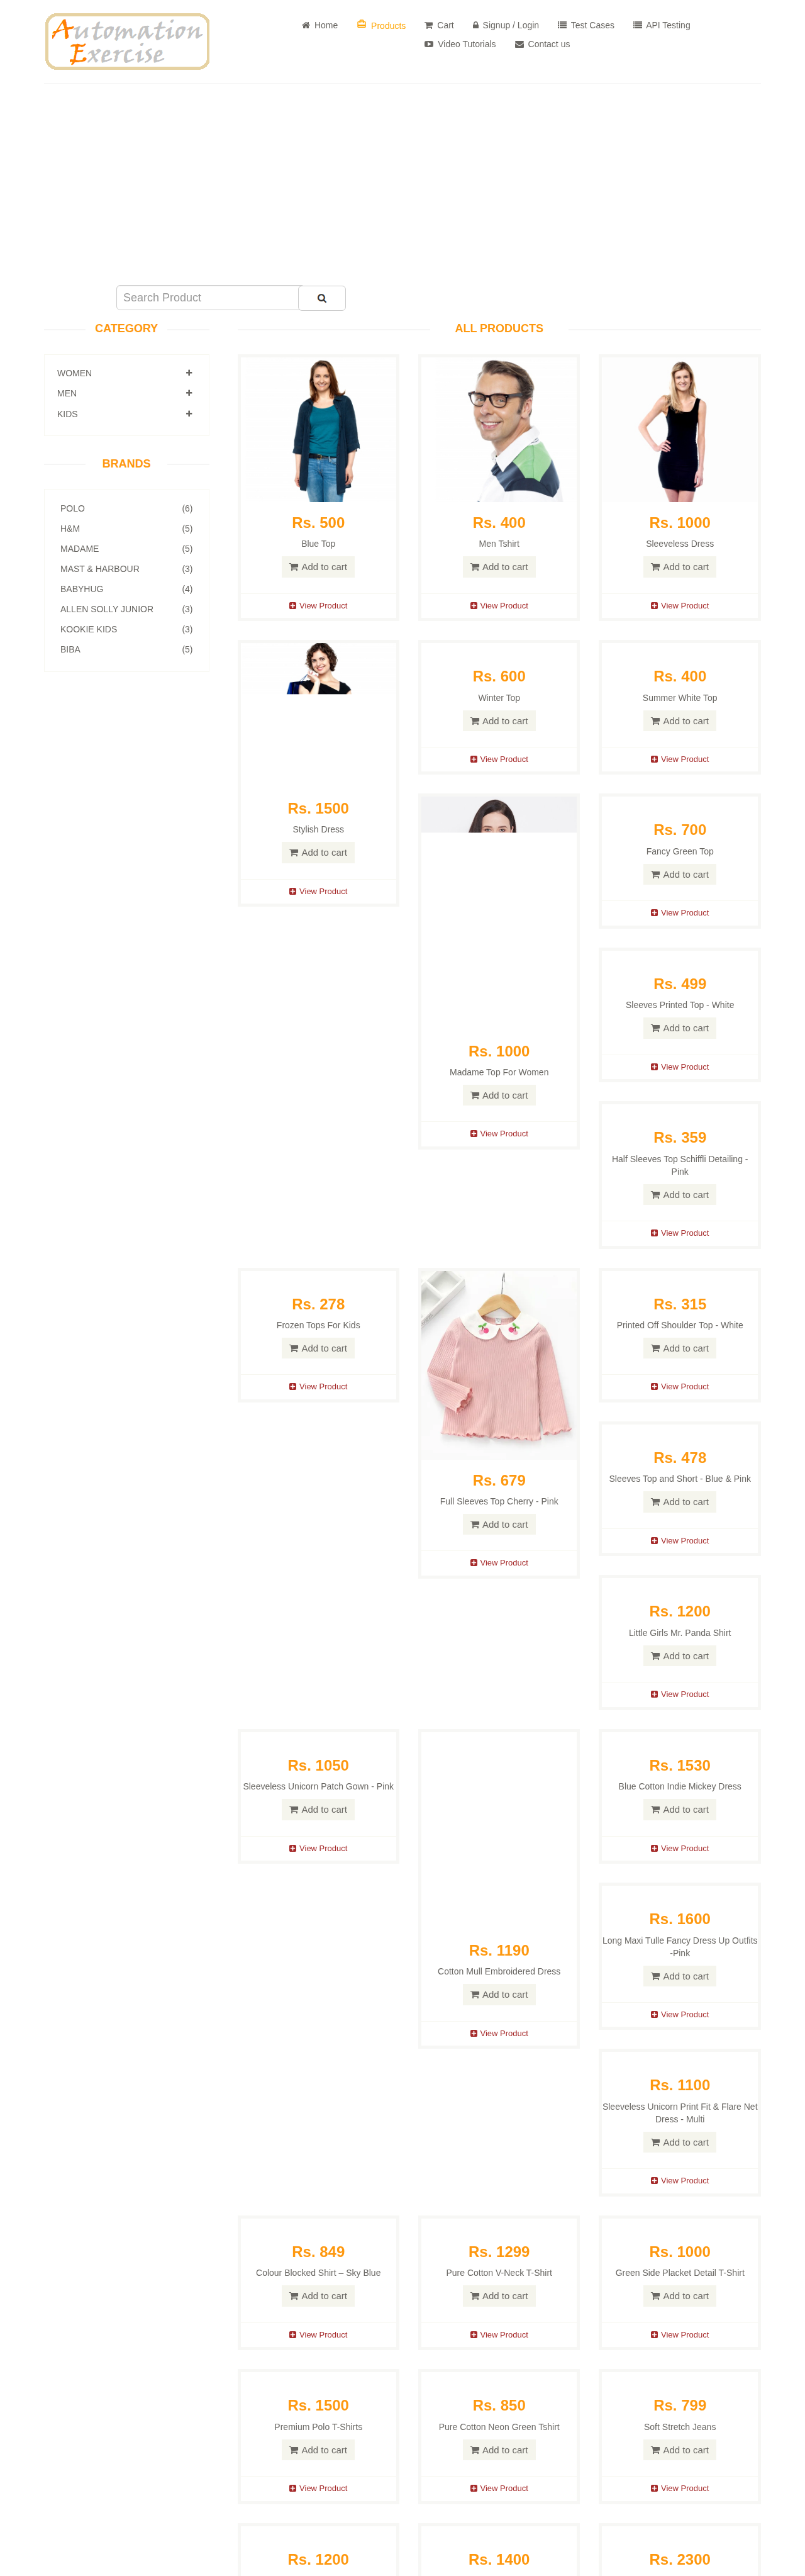 Automation
Exercise
Home
Products
Cart
Signup / Login
Test Cases
API Testing
Video Tutorials
Contact us
Search Product
CATEGORY
WOMEN
MEN
KIDS
BRANDS
POLO (6)
H&M (5)
MADAME (5)
MAST & HARBOUR (3)
BABYHUG (4)
ALLEN SOLLY JUNIOR (3)
KOOKIE KIDS (3)
BIBA (5)
ALL PRODUCTS
Rs. 500
Blue Top
Add to cart
View Product
Rs. 400
Men Tshirt
Add to cart
View Product
Rs. 1000
Sleeveless Dress
Add to cart
View Product
Rs. 1500
Stylish Dress
Add to cart
View Product
Rs. 600
Winter Top
Add to cart
View Product
Rs. 400
Summer White Top
Add to cart
View Product
Rs. 1000
Madame Top For Women
Add to cart
View Product
Rs. 700
Fancy Green Top
Add to cart
View Product
Rs. 499
Sleeves Printed Top - White
Add to cart
View Product
Rs. 359
Half Sleeves Top Schiffli Detailing -
Pink
Add to cart
View Product
Rs. 278
Frozen Tops For Kids
Add to cart
View Product
Rs. 679
Full Sleeves Top Cherry - Pink
Add to cart
View Product
Rs. 315
Printed Off Shoulder Top - White
Add to cart
View Product
Rs. 478
Sleeves Top and Short - Blue & Pink
Add to cart
View Product
Rs. 1200
Little Girls Mr. Panda Shirt
Add to cart
View Product
Rs. 1050
Sleeveless Unicorn Patch Gown - Pink
Add to cart
View Product
Rs. 1190
Cotton Mull Embroidered Dress
Add to cart
View Product
Rs. 1530
Blue Cotton Indie Mickey Dress
Add to cart
View Product
Rs. 1600
Long Maxi Tulle Fancy Dress Up Outfits
-Pink
Add to cart
View Product
Rs. 1100
Sleeveless Unicorn Print Fit & Flare Net
Dress - Multi
Add to cart
View Product
Rs. 849
Colour Blocked Shirt – Sky Blue
Add to cart
View Product
Rs. 1299
Pure Cotton V-Neck T-Shirt
Add to cart
View Product
Rs. 1000
Green Side Placket Detail T-Shirt
Add to cart
View Product
Rs. 1500
Premium Polo T-Shirts
Add to cart
View Product
Rs. 850
Pure Cotton Neon Green Tshirt
Add to cart
View Product
Rs. 799
Soft Stretch Jeans
Add to cart
View Product
Rs. 1200
Rs. 1400
Rs. 2300